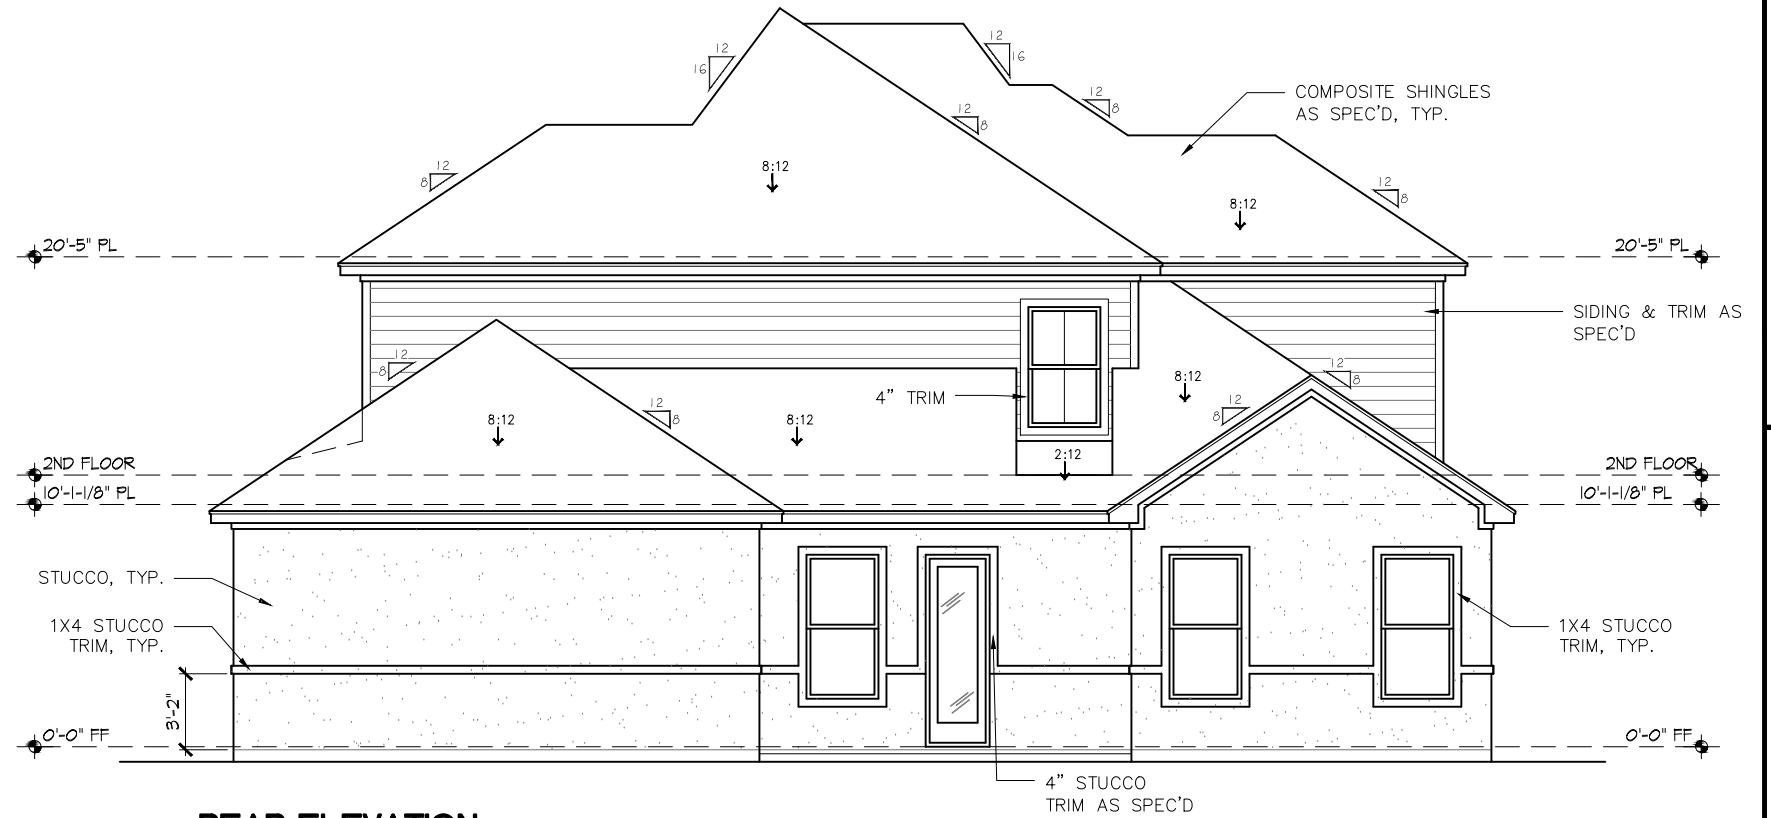 12
16
12
16
12
8
COMPOSITE SHINGLES
AS SPEC'D, TYP.
12
8
12
8
8:12
12
8
8:12
20'-5" PL
20'-5" PL
SIDING & TRIM AS
SPEC'D
12
8
12
8
8:12
4" TRIM
12
8
12
8
8:12
8:12
2:12
2ND FLOOR
2ND FLOOR
10'-1-1/8" PL
10'-1-1/8" PL
STUCCO, TYP.
1X4 STUCCO
TRIM, TYP.
1X4 STUCCO
TRIM, TYP.
3'-2"
0'-0" FF
0'-0" FF
4" STUCCO
TRIM AS SPEC'D
REAR ELEVATION